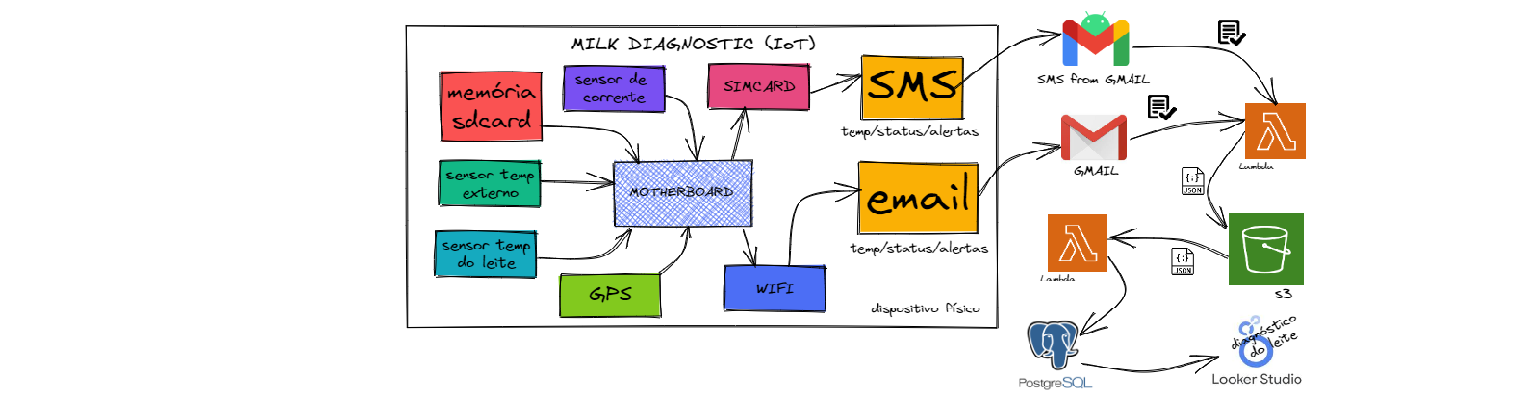 MILK DIAGNOSTIC (IoT)
memória
sdcard
sensor de
corrente
SIMCARD
SMS
temp/status/alertas
sensor temp
externo
MOTHERBOARD
email
temp/status/alertas
sensor temp
do leite
GPS
WIFI
dispositivo físico
SMS from GMAIL
GMAIL
Lambda
{;}
JSON
S3
{;}
JSON
Lambda
PostgreSQL
diagnóstico
do leite
Looker Studio